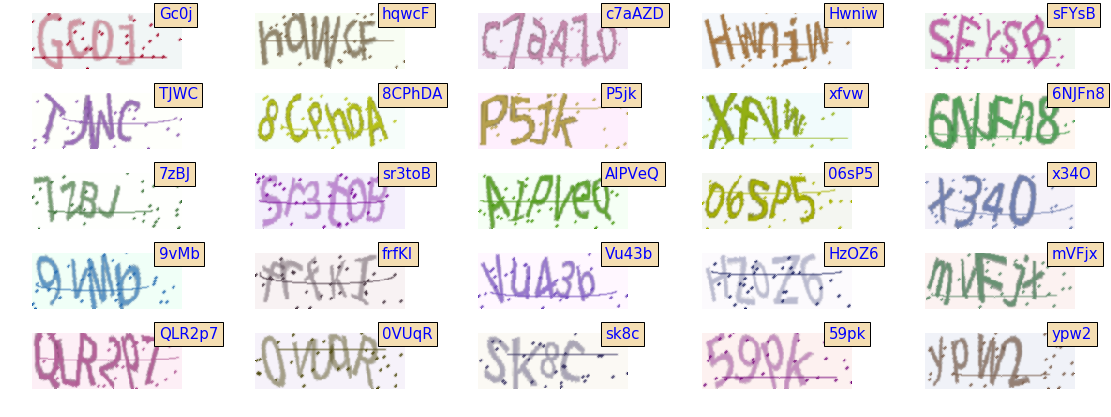 Gc0j hqwcF c7aAZD Hwniw sFYsB
TJWC 8CPhDA P5jk xfvw 6NJFn8
7zBJ sr3toB AIPVeQ 06sP5 x34O
9vMb frfKI Vu43b HzOZ6 mVFjx
QLR2p7 0VUqR sk8c 59pk ypw2